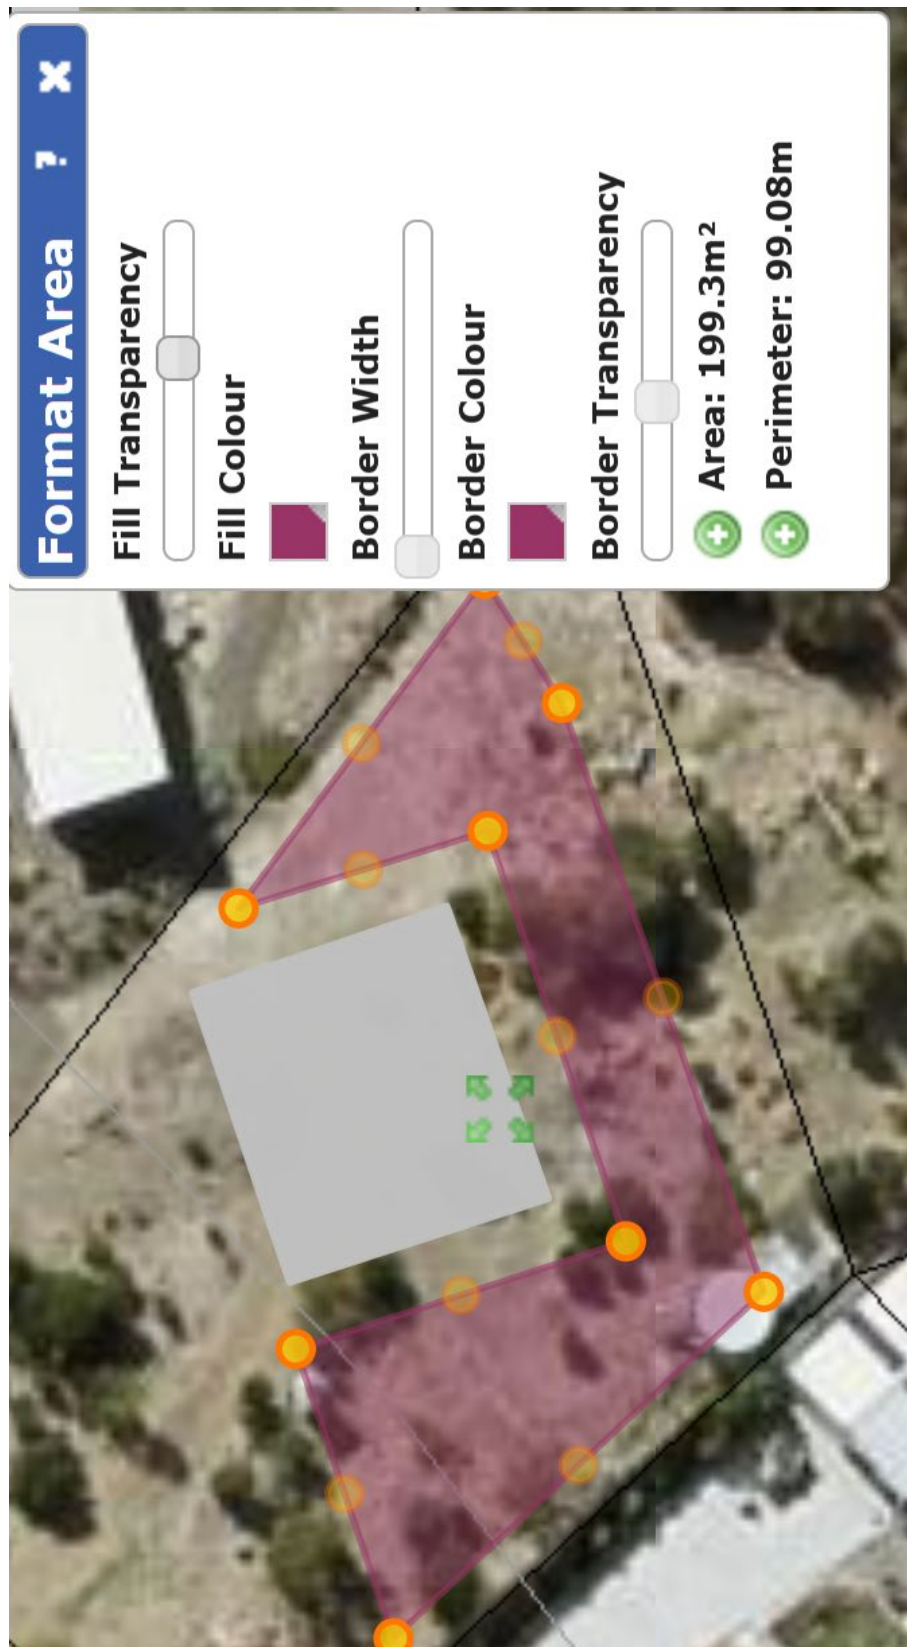 Format Area ? x
Fill Transparency
Fill Colour
Border Width
Border Colour
Border Transparency
Area: 199.3m²
Perimeter: 99.08m